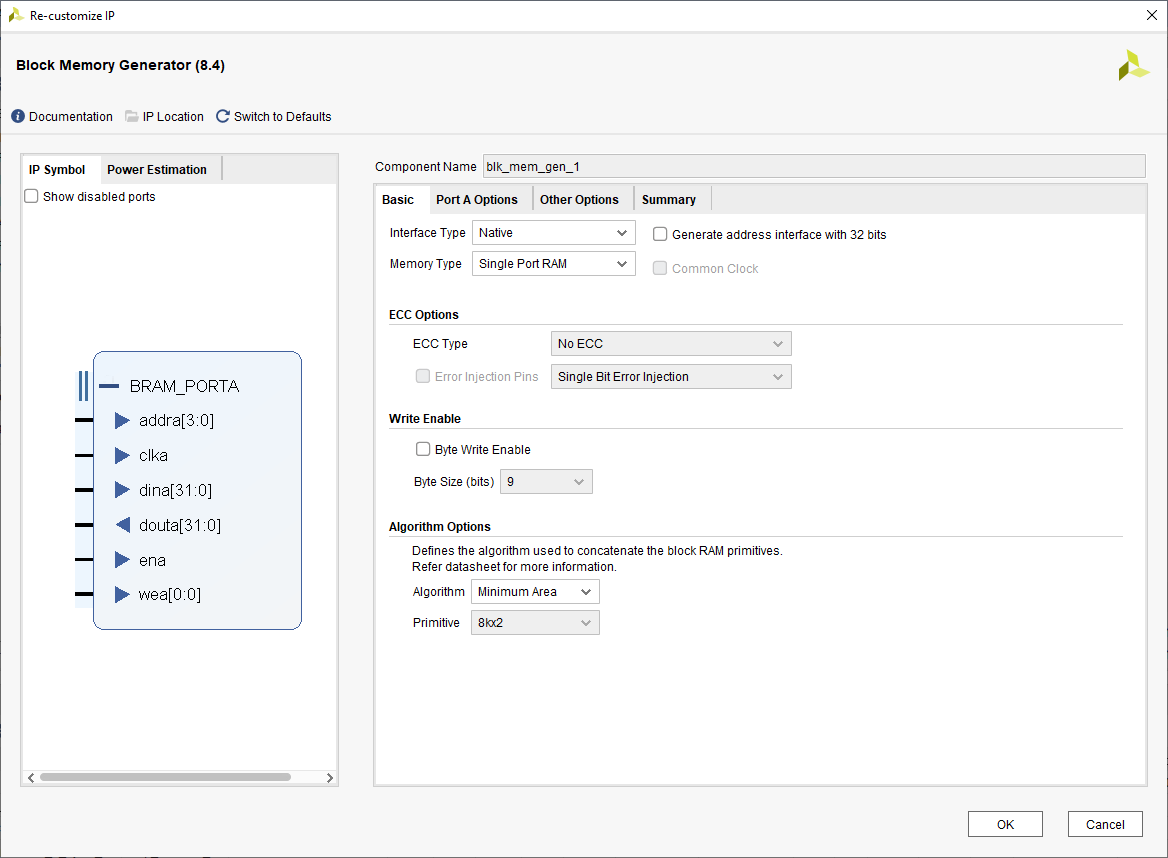 Re-customize IP
Block Memory Generator (8.4)
Documentation IP Location Switch to Defaults
IP Symbol Power Estimation
Show disabled ports
BRAM_PORTA
addra[3:0]
clka
dina[31:0]
douta[31:0]
ena
wea[0:0]
Component Name blk_mem_gen_1
Basic Port A Options Other Options Summary
Interface Type Native Generate address interface with 32 bits
Memory Type Single Port RAM Common Clock
ECC Options
ECC Type No ECC
Error Injection Pins Single Bit Error Injection
Write Enable
Byte Write Enable
Byte Size (bits) 9
Algorithm Options
Defines the algorithm used to concatenate the block RAM primitives.
Refer datasheet for more information.
Algorithm Minimum Area
Primitive 8kx2
OK Cancel